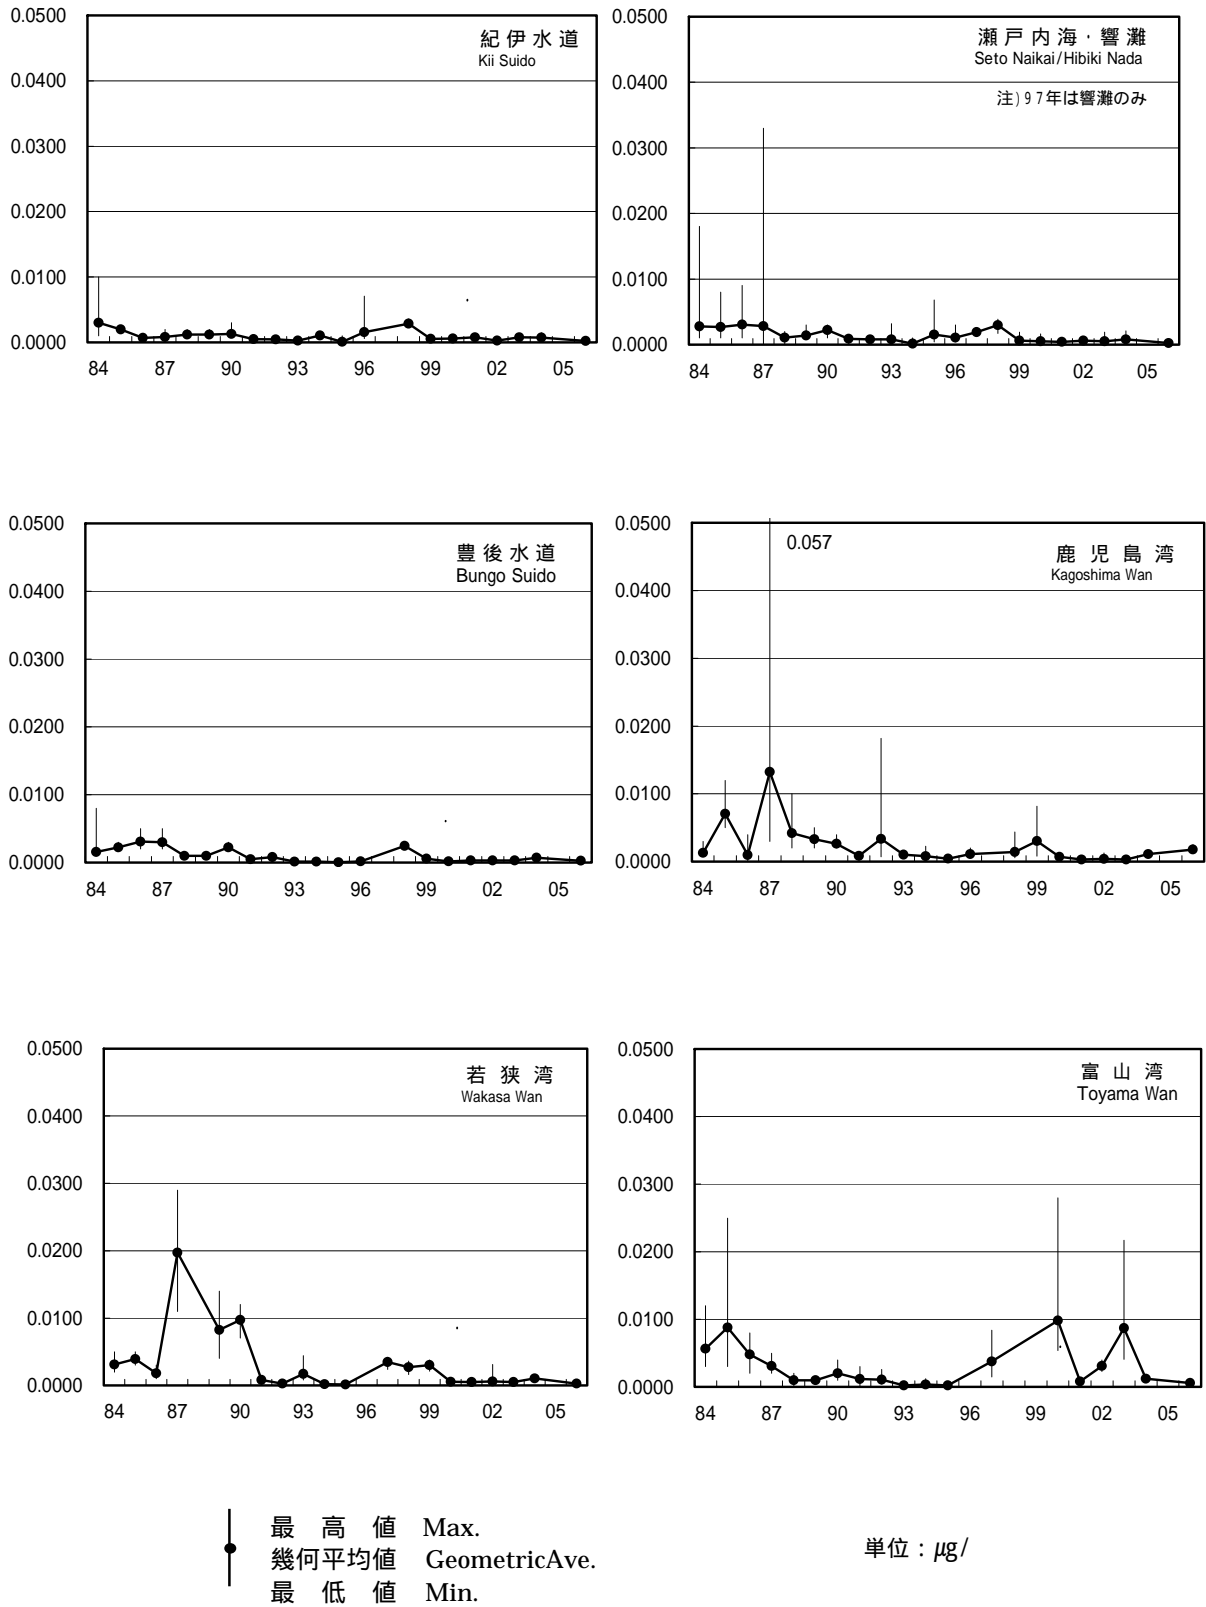 0.0500
0.0400
0.0300
0.0200
0.0100
0.0000
84 87 90 93 96 99 02 05
紀伊水道
Kii Suido
0.0500
0.0400
0.0300
0.0200
0.0100
0.0000
84 87 90 93 96 99 02 05
瀬戸内海・響灘
Seto Naikai/Hibiki Nada
注)97年は響灘のみ
0.0500
0.0400
0.0300
0.0200
0.0100
0.0000
84 87 90 93 96 99 02 05
豊後水道
Bungo Suido
0.0500
0.0400
0.0300
0.0200
0.0100
0.0000
84 87 90 93 96 99 02 05
0.057
鹿児島湾
Kagoshima Wan
0.0500
0.0400
0.0300
0.0200
0.0100
0.0000
84 87 90 93 96 99 02 05
若狭湾
Wakasa Wan
0.0500
0.0400
0.0300
0.0200
0.0100
0.0000
84 87 90 93 96 99 02 05
富山湾
Toyama Wan
最高値 Max.
幾何平均値 GeometricAve.
最低値 Min.
単位：μg/